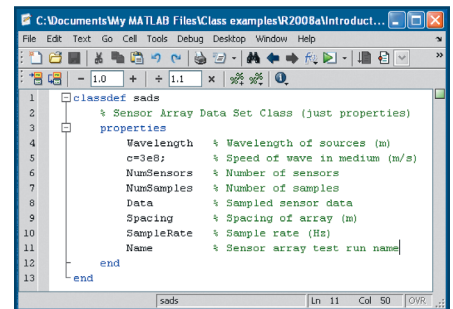 C:\Documents\My MATLAB Files\Class examples\R2008a\Introduct...
File Edit Text Go Cell Tools Debug Desktop Window Help
- 1.0 + ÷ 1.1 ×
1 classdef sads
2 % Sensor Array Data Set Class (just properties)
3 properties
4 Wavelength % Wavelength of sources (m)
5 c=3e8; % Speed of wave in medium (m/s)
6 NumSensors % Number of sensors
7 NumSamples % Number of samples
8 Data % Sampled sensor data
9 Spacing % Spacing of array (m)
10 SampleRate % Sample rate (Hz)
11 Name % Sensor array test run name
12 end
13 end
sads Ln 11 Col 50 OVR